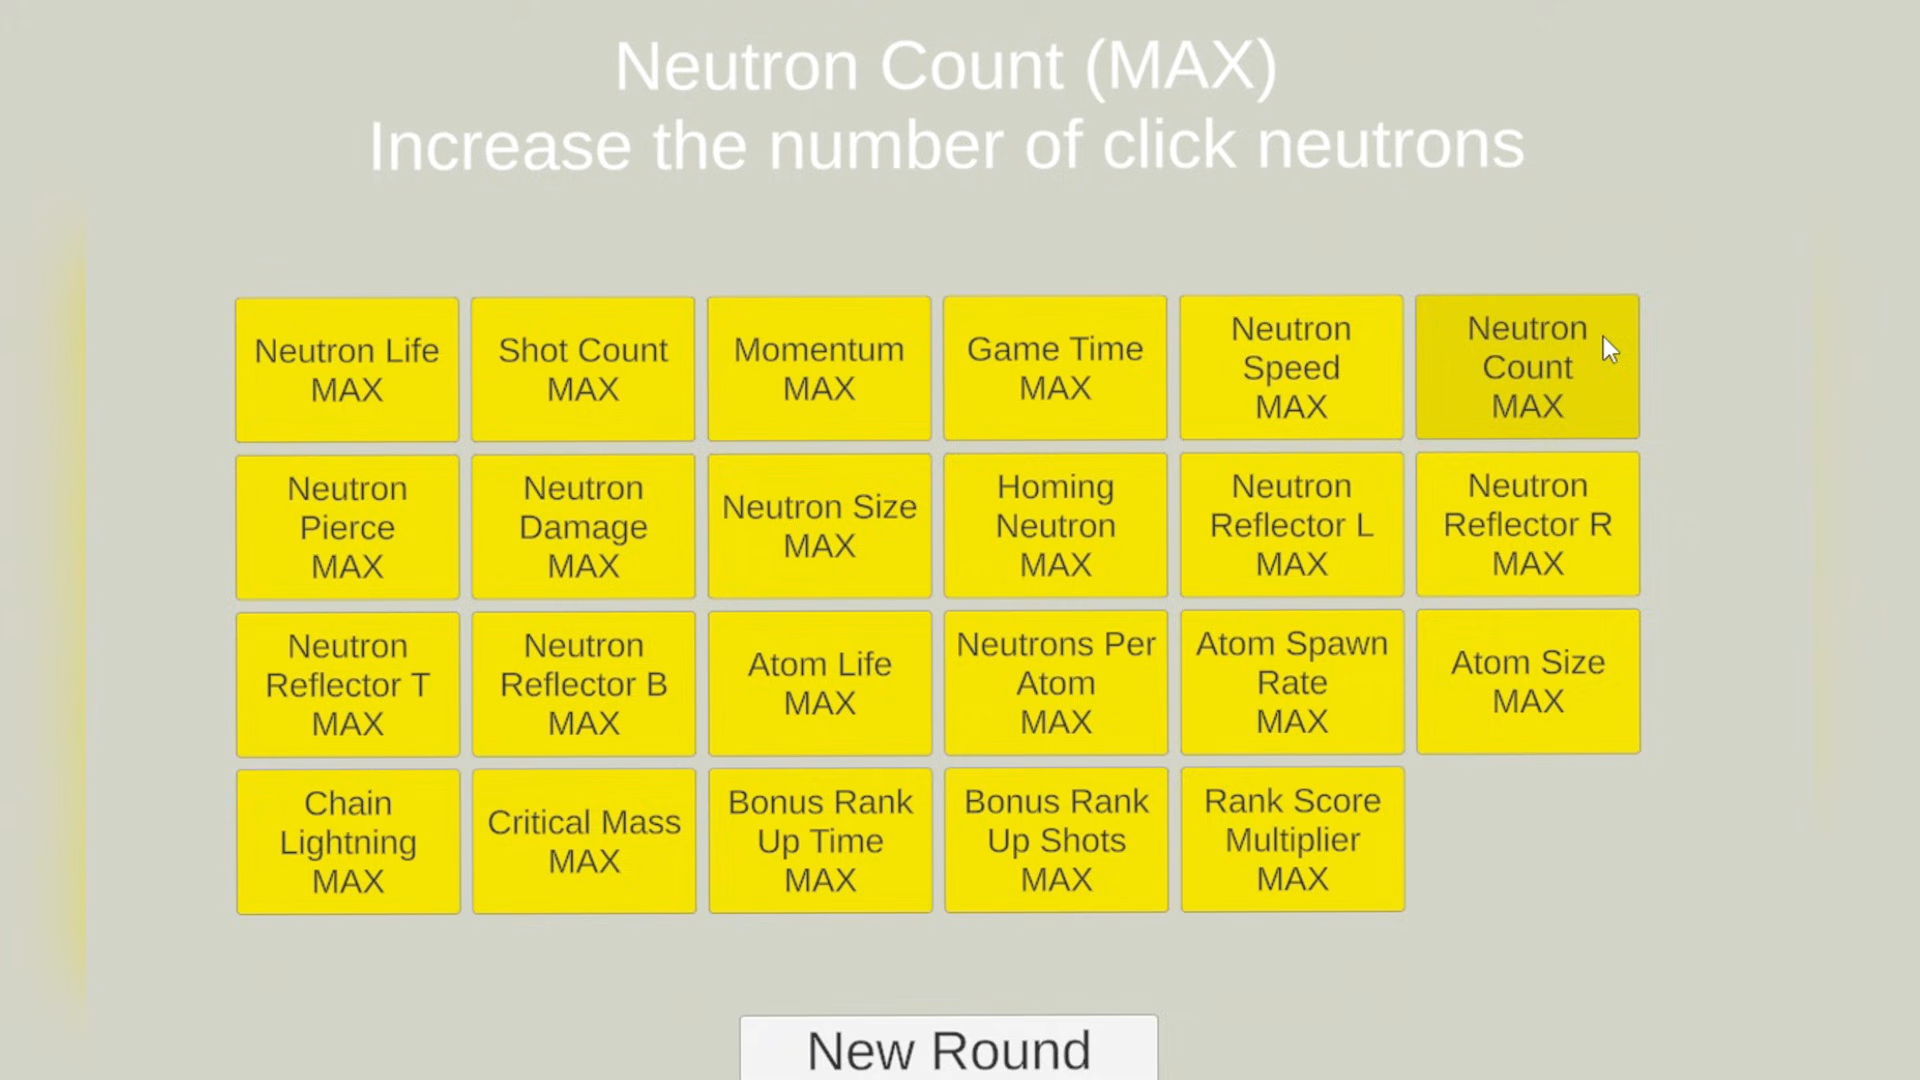 Neutron Count (MAX)
Increase the number of click neutrons
Neutron Life
MAX
Shot Count
MAX
Momentum
MAX
Game Time
MAX
Neutron
Speed
MAX
Neutron
Count
MAX
Neutron
Pierce
MAX
Neutron
Damage
MAX
Neutron Size
MAX
Homing
Neutron
MAX
Neutron
Reflector L
MAX
Neutron
Reflector R
MAX
Neutron
Reflector T
MAX
Neutron
Reflector B
MAX
Atom Life
MAX
Neutrons Per
Atom
MAX
Atom Spawn
Rate
MAX
Atom Size
MAX
Chain
Lightning
MAX
Critical Mass
MAX
Bonus Rank
Up Time
MAX
Bonus Rank
Up Shots
MAX
Rank Score
Multiplier
MAX
New Round